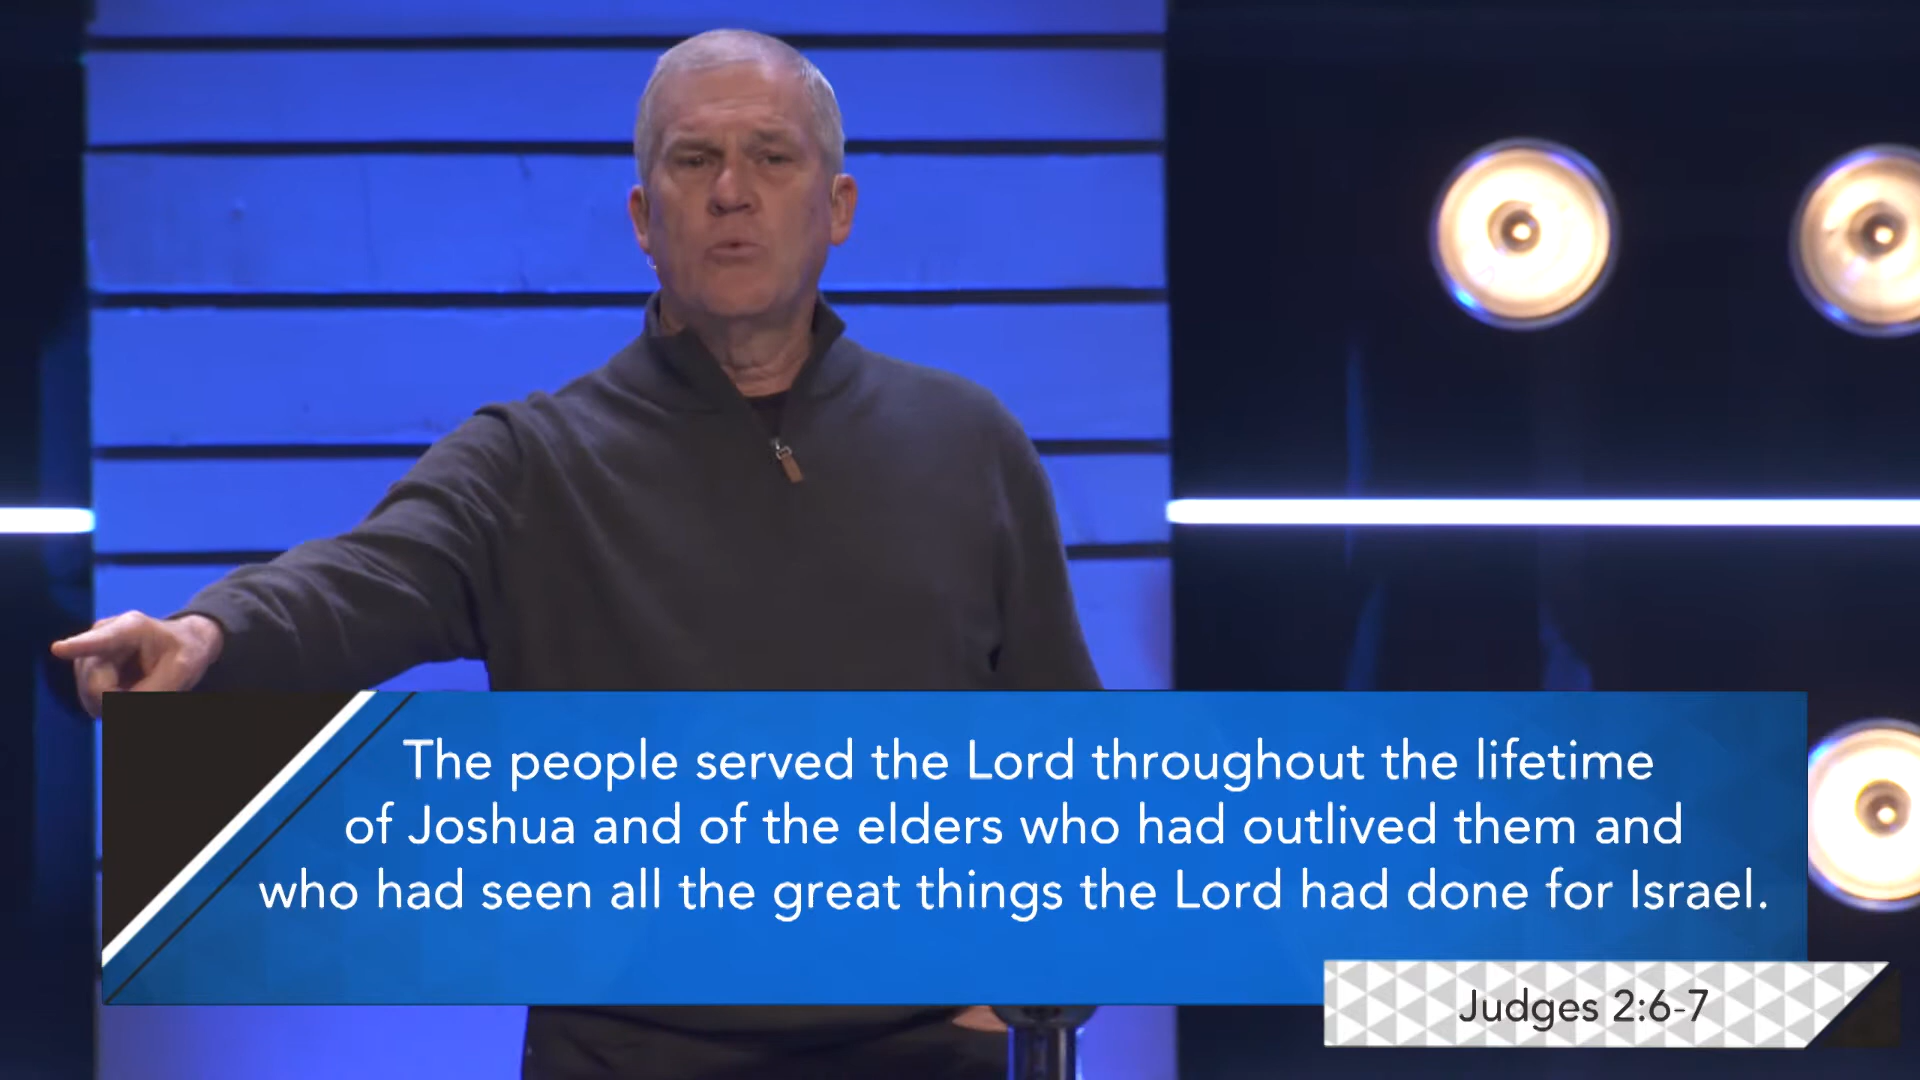 The people served the Lord throughout the lifetime
of Joshua and of the elders who had outlived them and
who had seen all the great things the Lord had done for Israel.
Judges 2:6-7